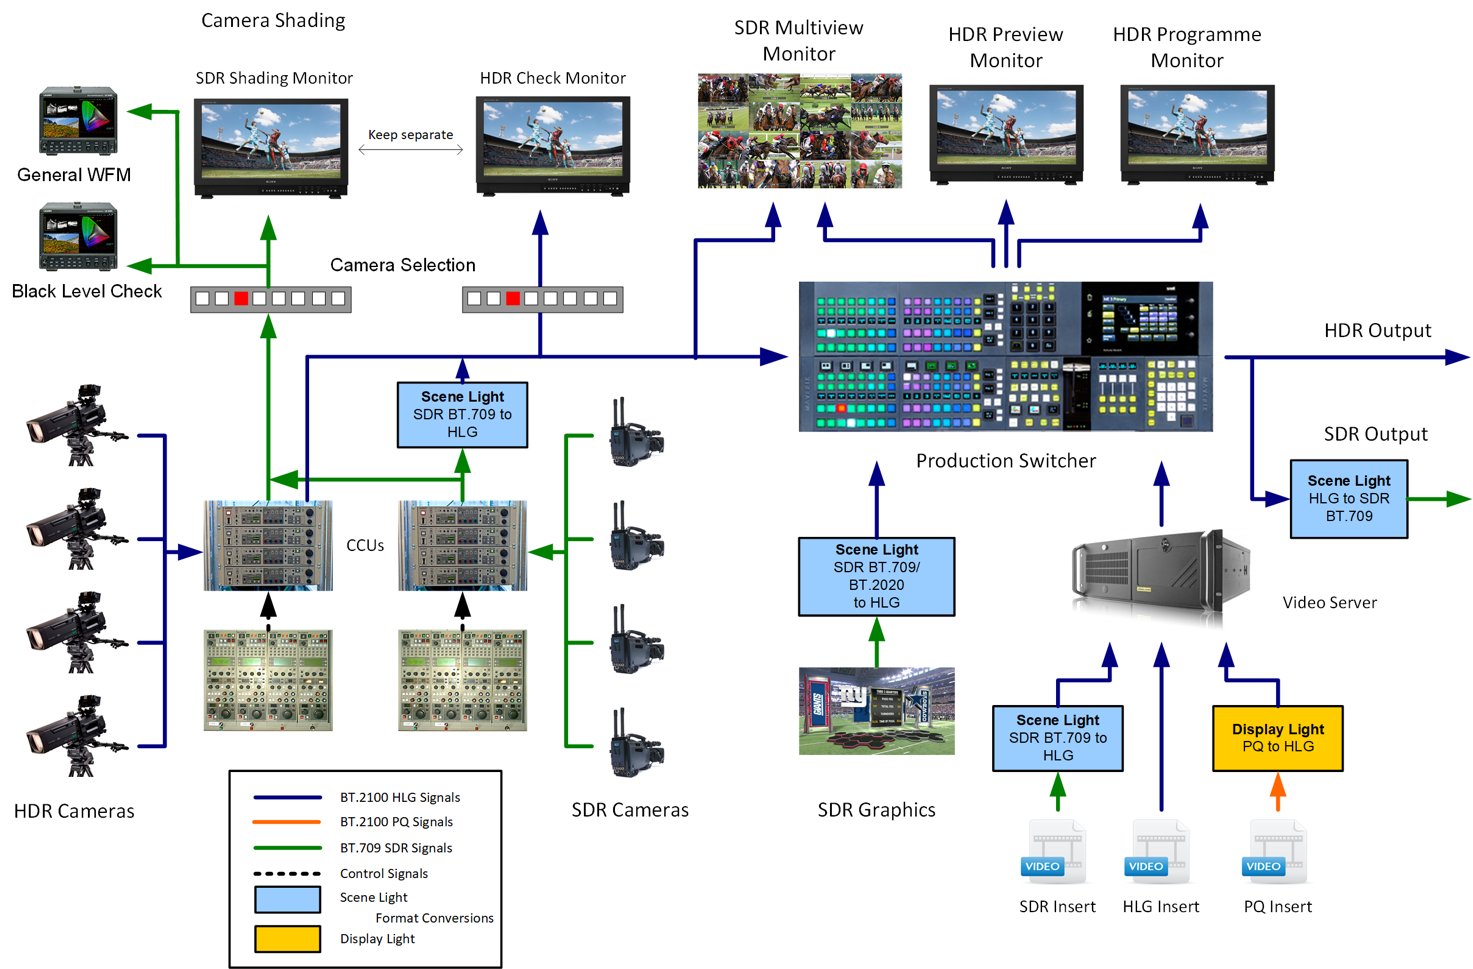 Camera Shading
SDR Shading Monitor
HDR Check Monitor
Keep separate
SDR Multiview
Monitor
HDR Preview
Monitor
HDR Programme
Monitor
General WFM
Black Level Check
Camera Selection
Scene Light
SDR BT.709 to
HLG
Production Switcher
HDR Output
SDR Output
Scene Light
HLG to SDR
BT.709
CCUs
Scene Light
SDR BT.709/
BT.2020
to HLG
Video Server
HDR Cameras
SDR Cameras
SDR Graphics
GIANTS
COWBOYS
Scene Light
SDR BT.709 to
HLG
Display Light
PQ to HLG
VIDEO
VIDEO
VIDEO
SDR Insert
HLG Insert
PQ Insert
BT.2100 HLG Signals
BT.2100 PQ Signals
BT.709 SDR Signals
Control Signals
Scene Light
Format Conversions
Display Light